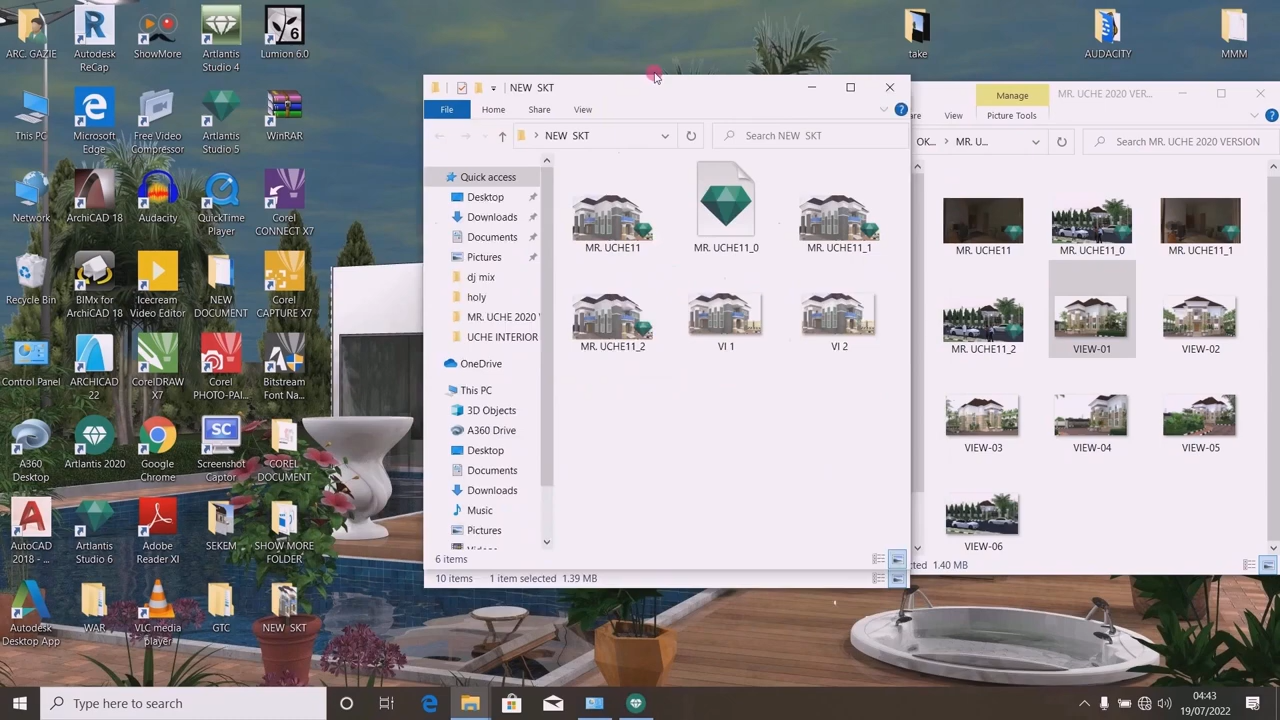 ARC. GAZIE
Autodesk
ReCap
ShowMore
Artlantis
Studio 4
Lumion 6.0
take
AUDACITY
MMM
This PC
Microsoft
Edge
Free Video
Compressor
Artlantis
Studio 5
WinRAR
Network
ArchiCAD 18
Audacity
QuickTime
Player
Corel
CONNECT X7
Recycle Bin
BIMx for
ArchiCAD 18
Icecream
Video Editor
NEW
DOCUMENT
Corel
CAPTURE X7
Control Panel
ARCHICAD
22
CorelDRAW
X7
Corel
PHOTO-PAI...
Bitstream
Font Na...
A360
Desktop
Artlantis 2020
Google
Chrome
SC
Screenshot
Captor
COREL
DOCUMENT
AutoCAD
2018 - ...
Artlantis
Studio 6
Adobe
Reader XI
SEKEM
SHOW MORE
FOLDER
Autodesk
Desktop App
WAR
VLC media
player
GTC
NEW SKT
NEW SKT
File
Home
Share
View
NEW SKT
Search NEW SKT
Quick access
Desktop
Downloads
Documents
Pictures
dj mix
holy
MR. UCHE 2020
UCHE INTERIOR
OneDrive
This PC
3D Objects
A360 Drive
Desktop
Documents
Downloads
Music
Pictures
MR. UCHE11
MR. UCHE11_0
MR. UCHE11_1
MR. UCHE11_2
VI 1
VI 2
6 items
10 items 1 item selected 1.39 MB
Manage
MR. UCHE 2020 VER...
are
View
Picture Tools
OK...
MR. U...
Search MR. UCHE 2020 VERSION
MR. UCHE11
MR. UCHE11_0
MR. UCHE11_1
MR. UCHE11_2
VIEW-01
VIEW-02
VIEW-03
VIEW-04
VIEW-05
VIEW-06
cted 1.40 MB
Type here to search
04:43
19/07/2022